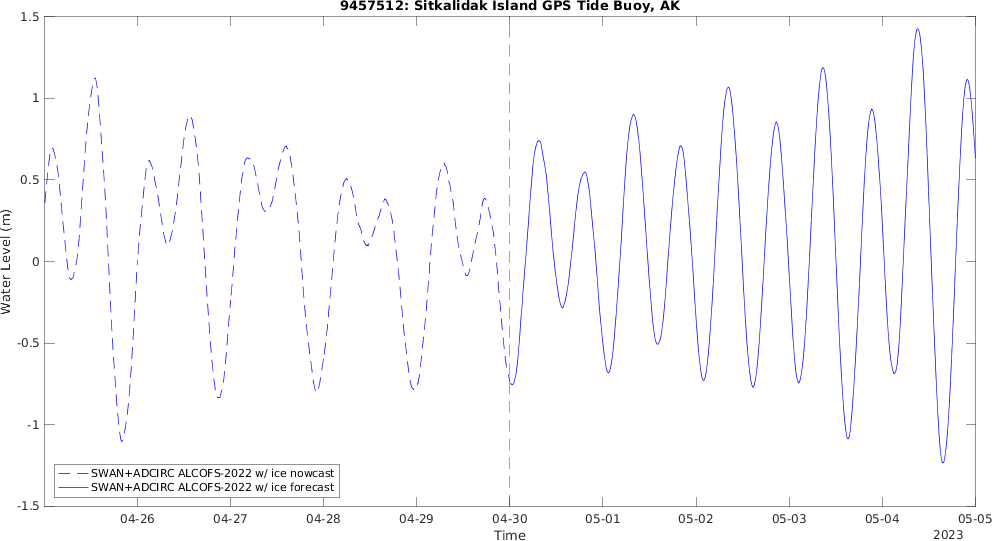 9457512: Sitkalidak Island GPS Tide Buoy, AK
1.5
1
0.5
0
-0.5
-1
-1.5
Water Level (m)
SWAN+ADCIRC ALCOFS-2022 w/ ice nowcast
SWAN+ADCIRC ALCOFS-2022 w/ ice forecast
04-26 04-27 04-28 04-29 04-30 05-01 05-02 05-03 05-04 05-05
Time
2023